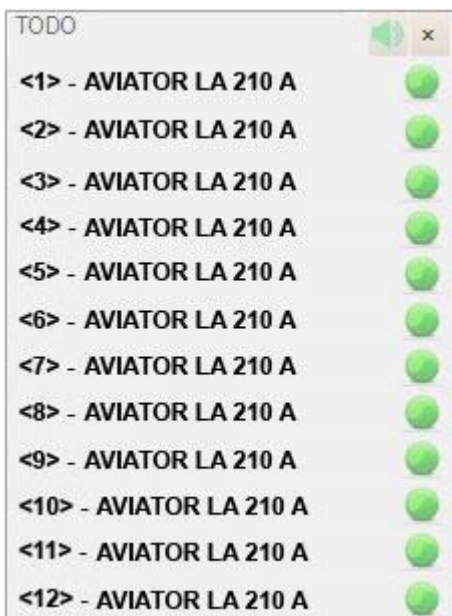 TODO
<1> - AVIATOR LA 210 A
<2> - AVIATOR LA 210 A
<3> - AVIATOR LA 210 A
<4> - AVIATOR LA 210 A
<5> - AVIATOR LA 210 A
<6> - AVIATOR LA 210 A
<7> - AVIATOR LA 210 A
<8> - AVIATOR LA 210 A
<9> - AVIATOR LA 210 A
<10> - AVIATOR LA 210 A
<11> - AVIATOR LA 210 A
<12> - AVIATOR LA 210 A